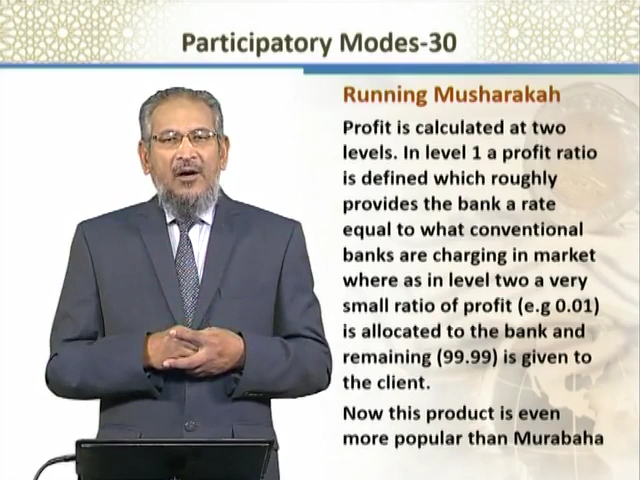 Participatory Modes-30
Running Musharakah
Profit is calculated at two
levels. In level 1 a profit ratio
is defined which roughly
provides the bank a rate
equal to what conventional
banks are charging in market
where as in level two a very
small ratio of profit (e.g 0.01)
is allocated to the bank and
remaining (99.99) is given to
the client.
Now this product is even
more popular than Murabaha